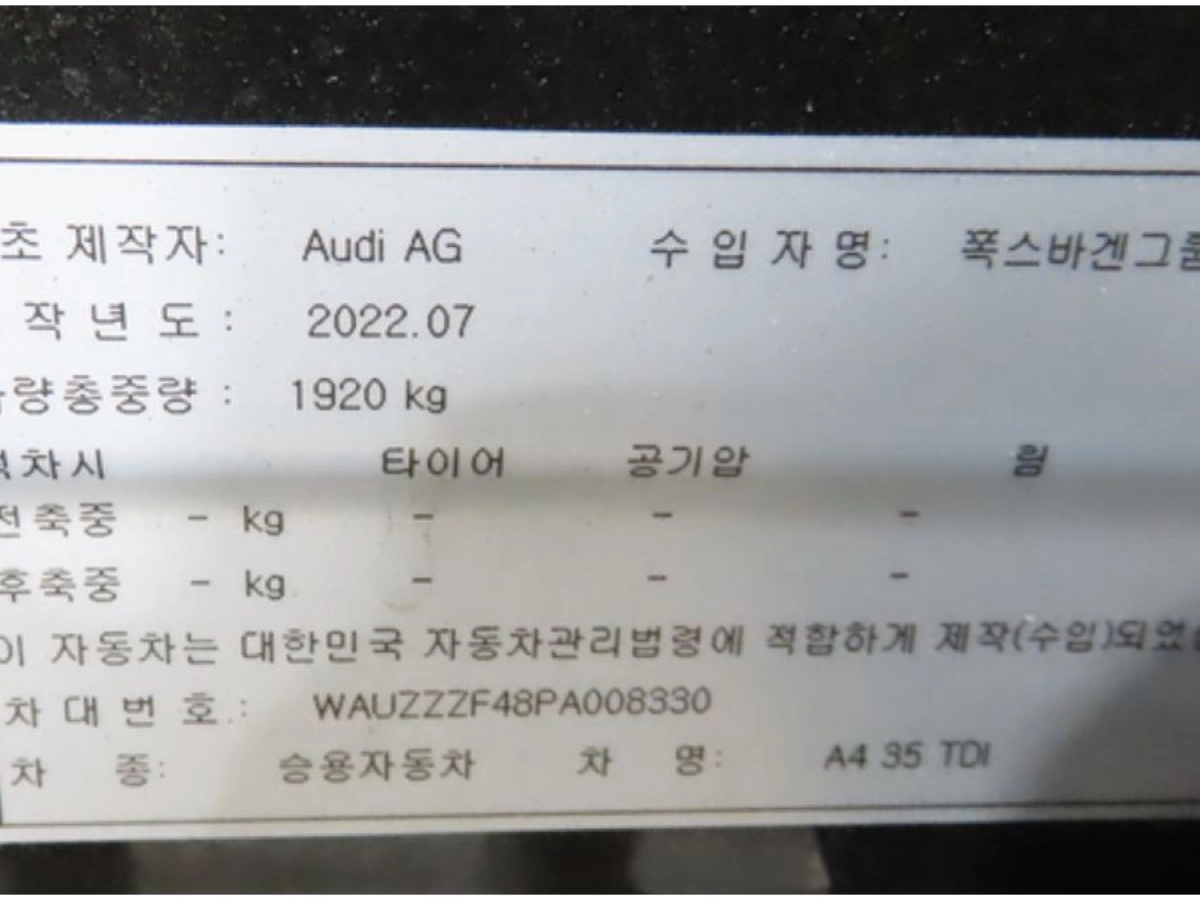 초 제작자: Audi AG 수 입 자 명: 폭스바겐그룹
작 년 도 : 2022.07
량총중량 : 1920 kg
차시 타이어 공기압 림
전축중 - kg - - -
후축중 - kg - - -
이 자동차는 대한민국 자동차관리법령에 적합하게 제작(수입)되었
차 대 번 호 : WAUZZZF48PA008330
차 종: 승용자동차 차 명: A4 35 TDI